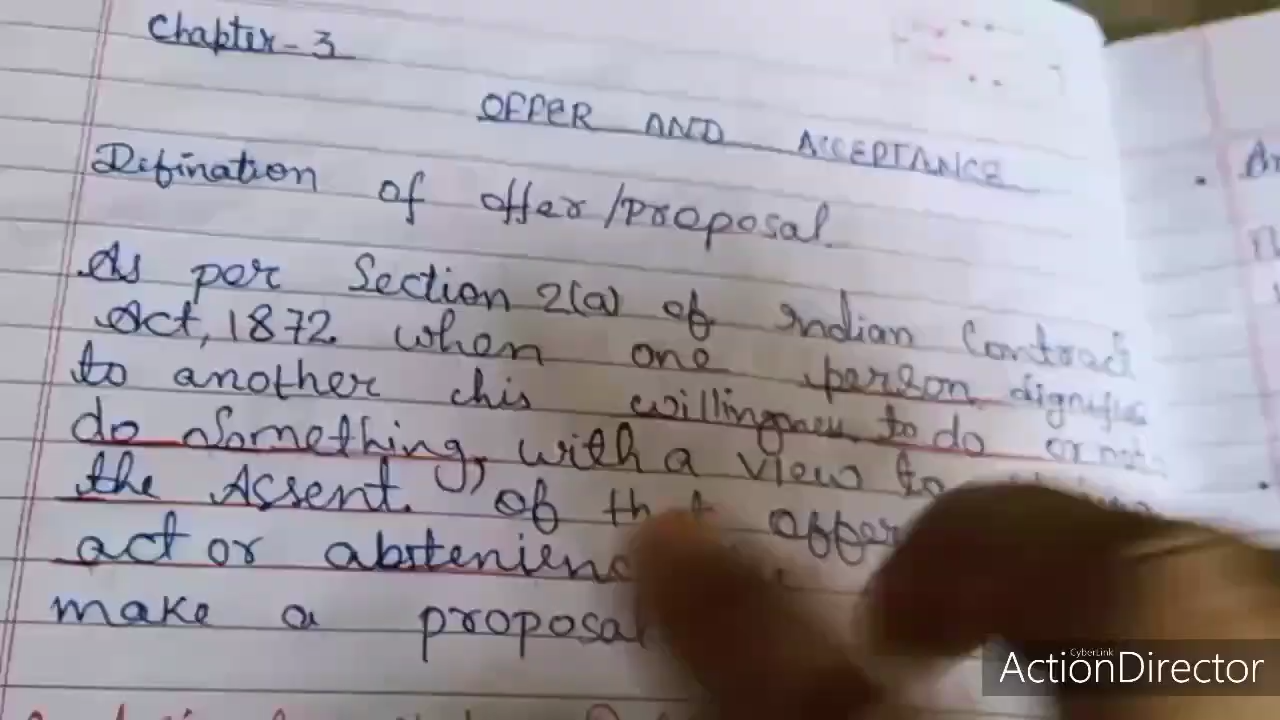 Chapter - 3
OFFER AND ACCEPTANCE
Defination of offer/proposal.
As per Section 2(a) of Indian Contract
Act, 1872. when one person signifies
to another his willingness to do or not
do something, with a view to
the Assent. of that offer
act or abstenienc
make a proposal
CyberLink
ActionDirector